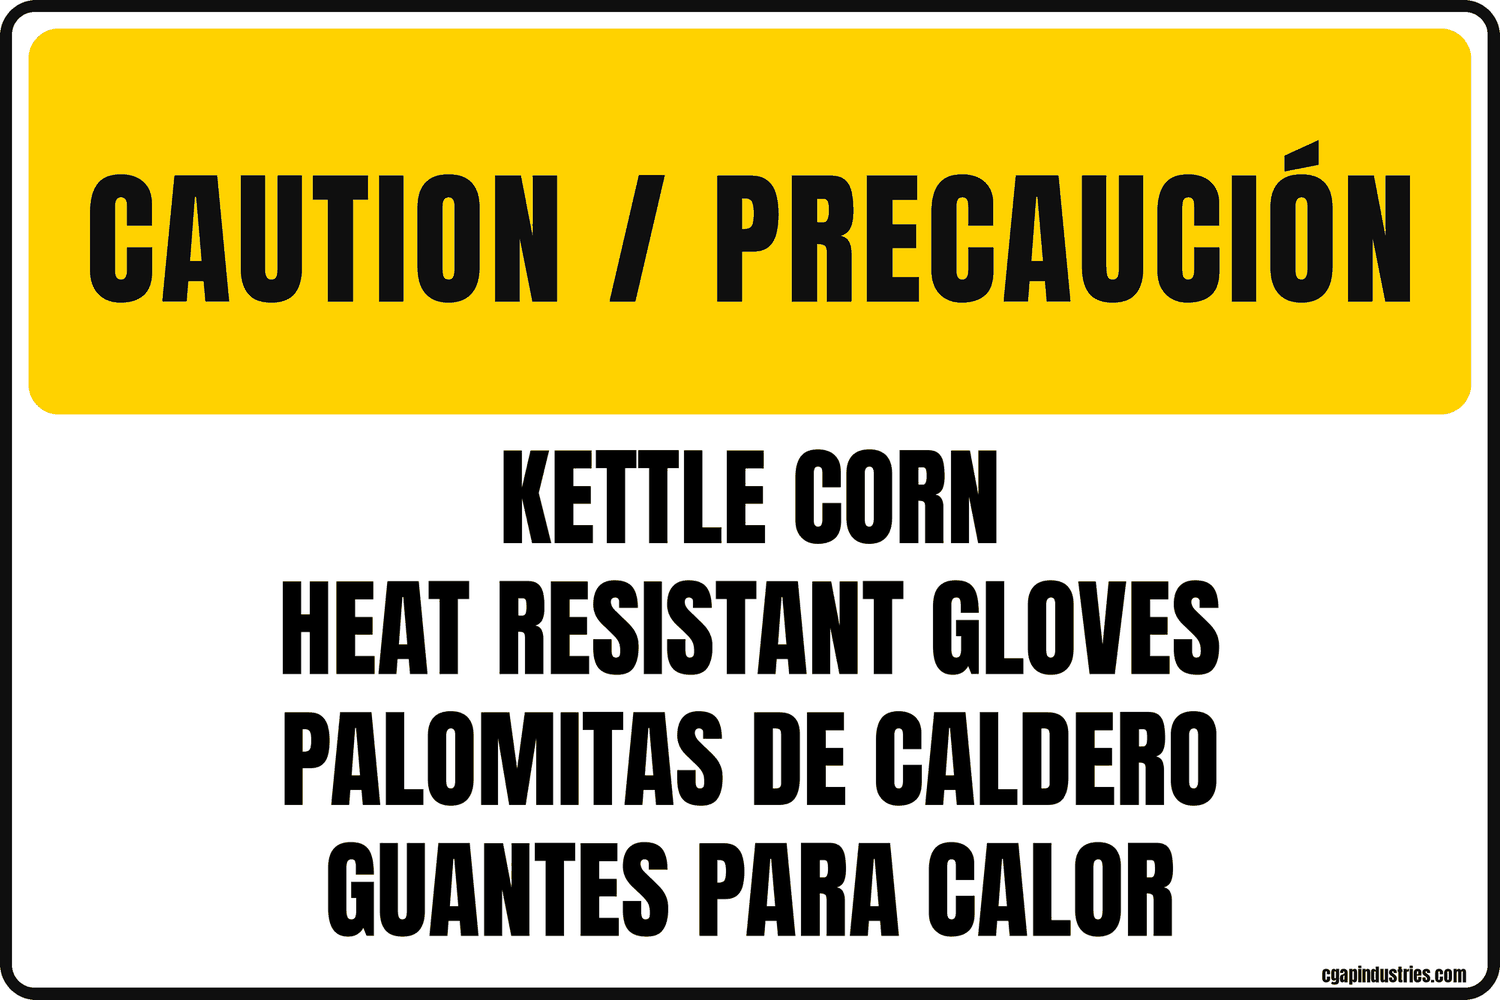 CAUTION / PRECAUCIÓN
KETTLE CORN
HEAT RESISTANT GLOVES
PALOMITAS DE CALDERO
GUANTES PARA CALOR
cgapindustries.com